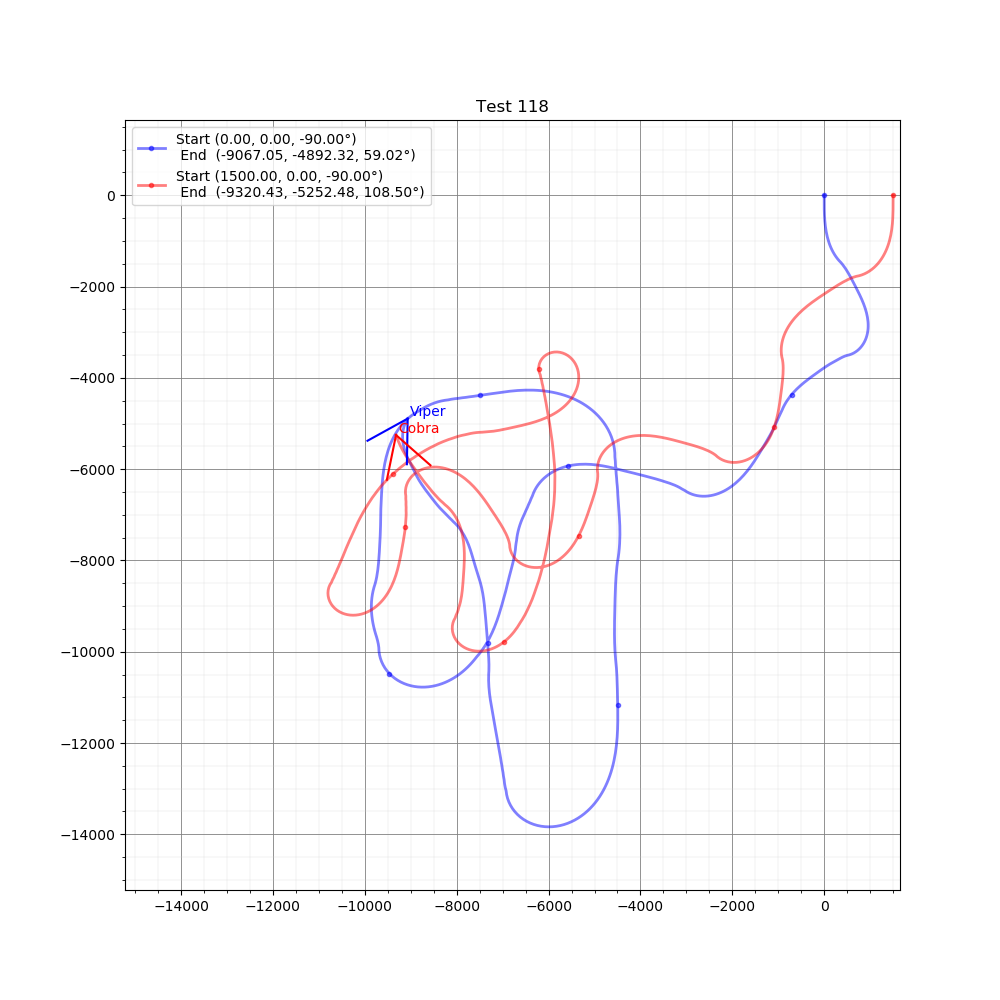 Test 118
Start (0.00, 0.00, -90.00°)
End (-9067.05, -4892.32, 59.02°)
Start (1500.00, 0.00, -90.00°)
End (-9320.43, -5252.48, 108.50°)
0
−2000
−4000
−6000
−8000
−10000
−12000
−14000
Viper
Cobra
−14000 −12000 −10000 −8000 −6000 −4000 −2000 0